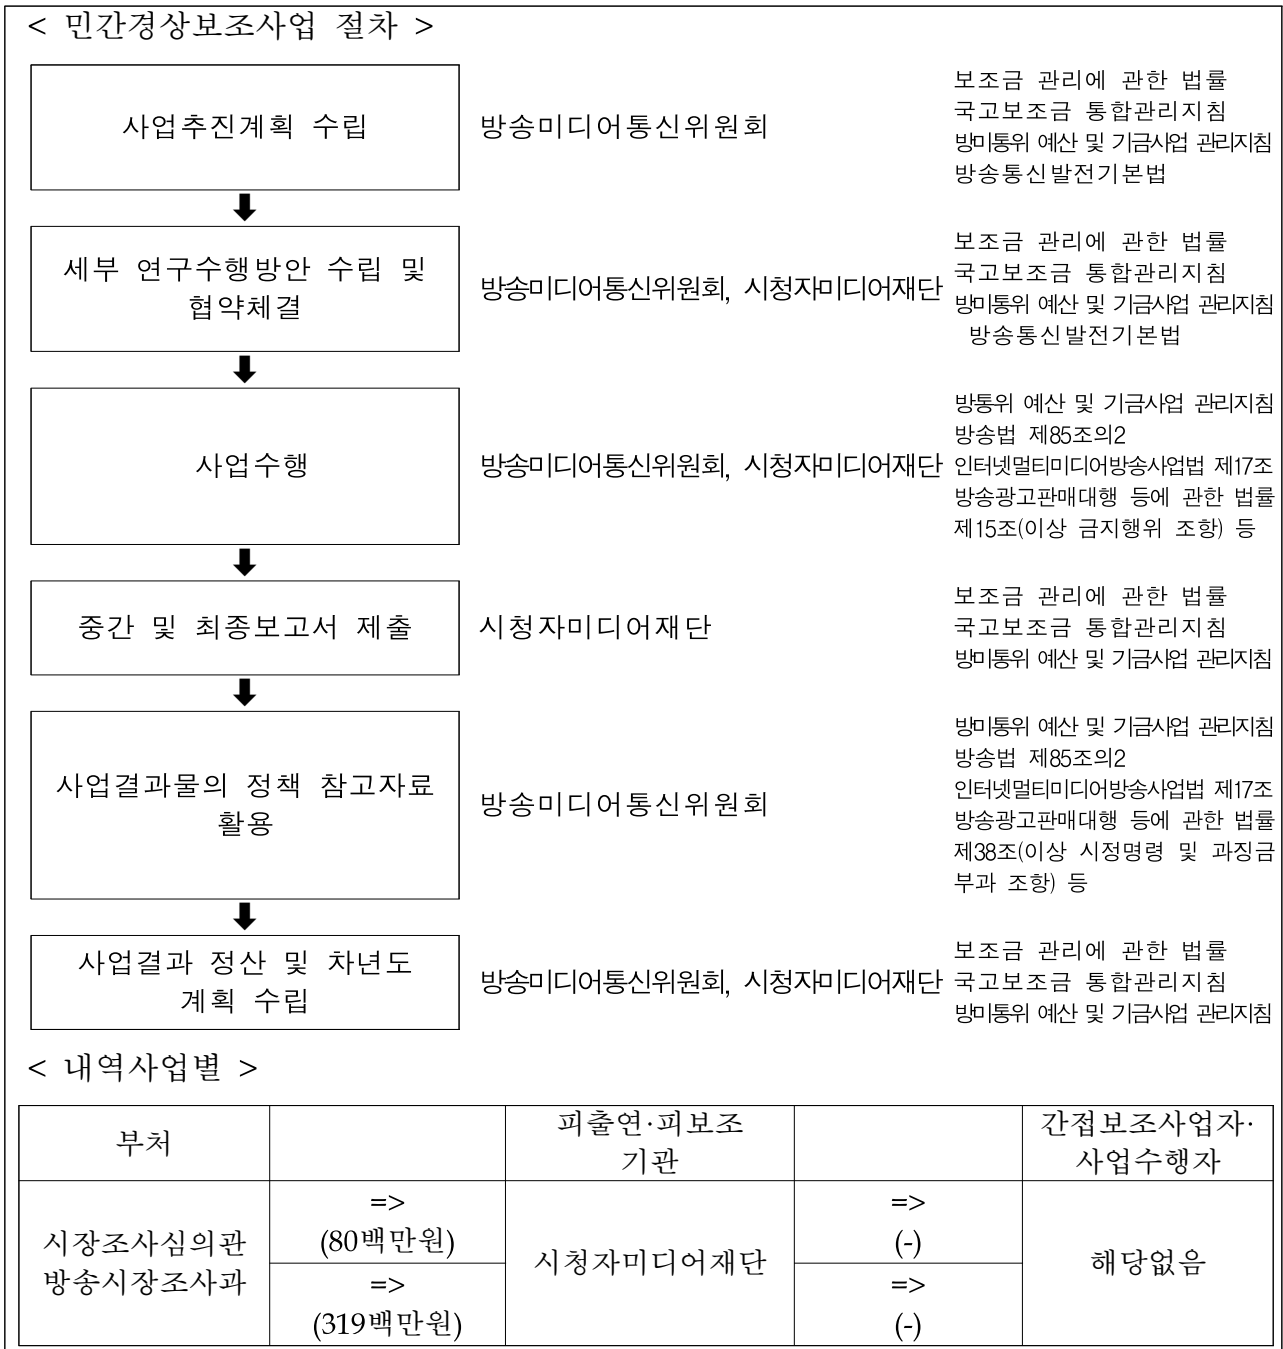 < 민간경상보조사업 절차 >
사업추진계획 수립
방송미디어통신위원회
보조금 관리에 관한 법률
국고보조금 통합관리지침
방미통위 예산 및 기금사업 관리지침
방송통신발전기본법
세부 연구수행방안 수립 및
협약체결
방송미디어통신위원회, 시청자미디어재단
보조금 관리에 관한 법률
국고보조금 통합관리지침
방미통위 예산 및 기금사업 관리지침
방송통신발전기본법
사업수행
방송미디어통신위원회, 시청자미디어재단
방통위 예산 및 기금사업 관리지침
방송법 제85조의2
인터넷멀티미디어방송사업법 제17조
방송광고판매대행 등에 관한 법률
제15조(이상 금지행위 조항) 등
중간 및 최종보고서 제출
시청자미디어재단
보조금 관리에 관한 법률
국고보조금 통합관리지침
방미통위 예산 및 기금사업 관리지침
사업결과물의 정책 참고자료
활용
방송미디어통신위원회
방미통위 예산 및 기금사업 관리지침
방송법 제85조의2
인터넷멀티미디어방송사업법 제17조
방송광고판매대행 등에 관한 법률
제38조(이상 시정명령 및 과징금
부과 조항) 등
사업결과 정산 및 차년도
계획 수립
방송미디어통신위원회, 시청자미디어재단
보조금 관리에 관한 법률
국고보조금 통합관리지침
방미통위 예산 및 기금사업 관리지침
< 내역사업별 >
부처
피출연·피보조
기관
간접보조사업자·
사업수행자
시장조사심의관
방송시장조사과
=>
(80백만원)
=>
(319백만원)
시청자미디어재단
=>
(-)
=>
(-)
해당없음